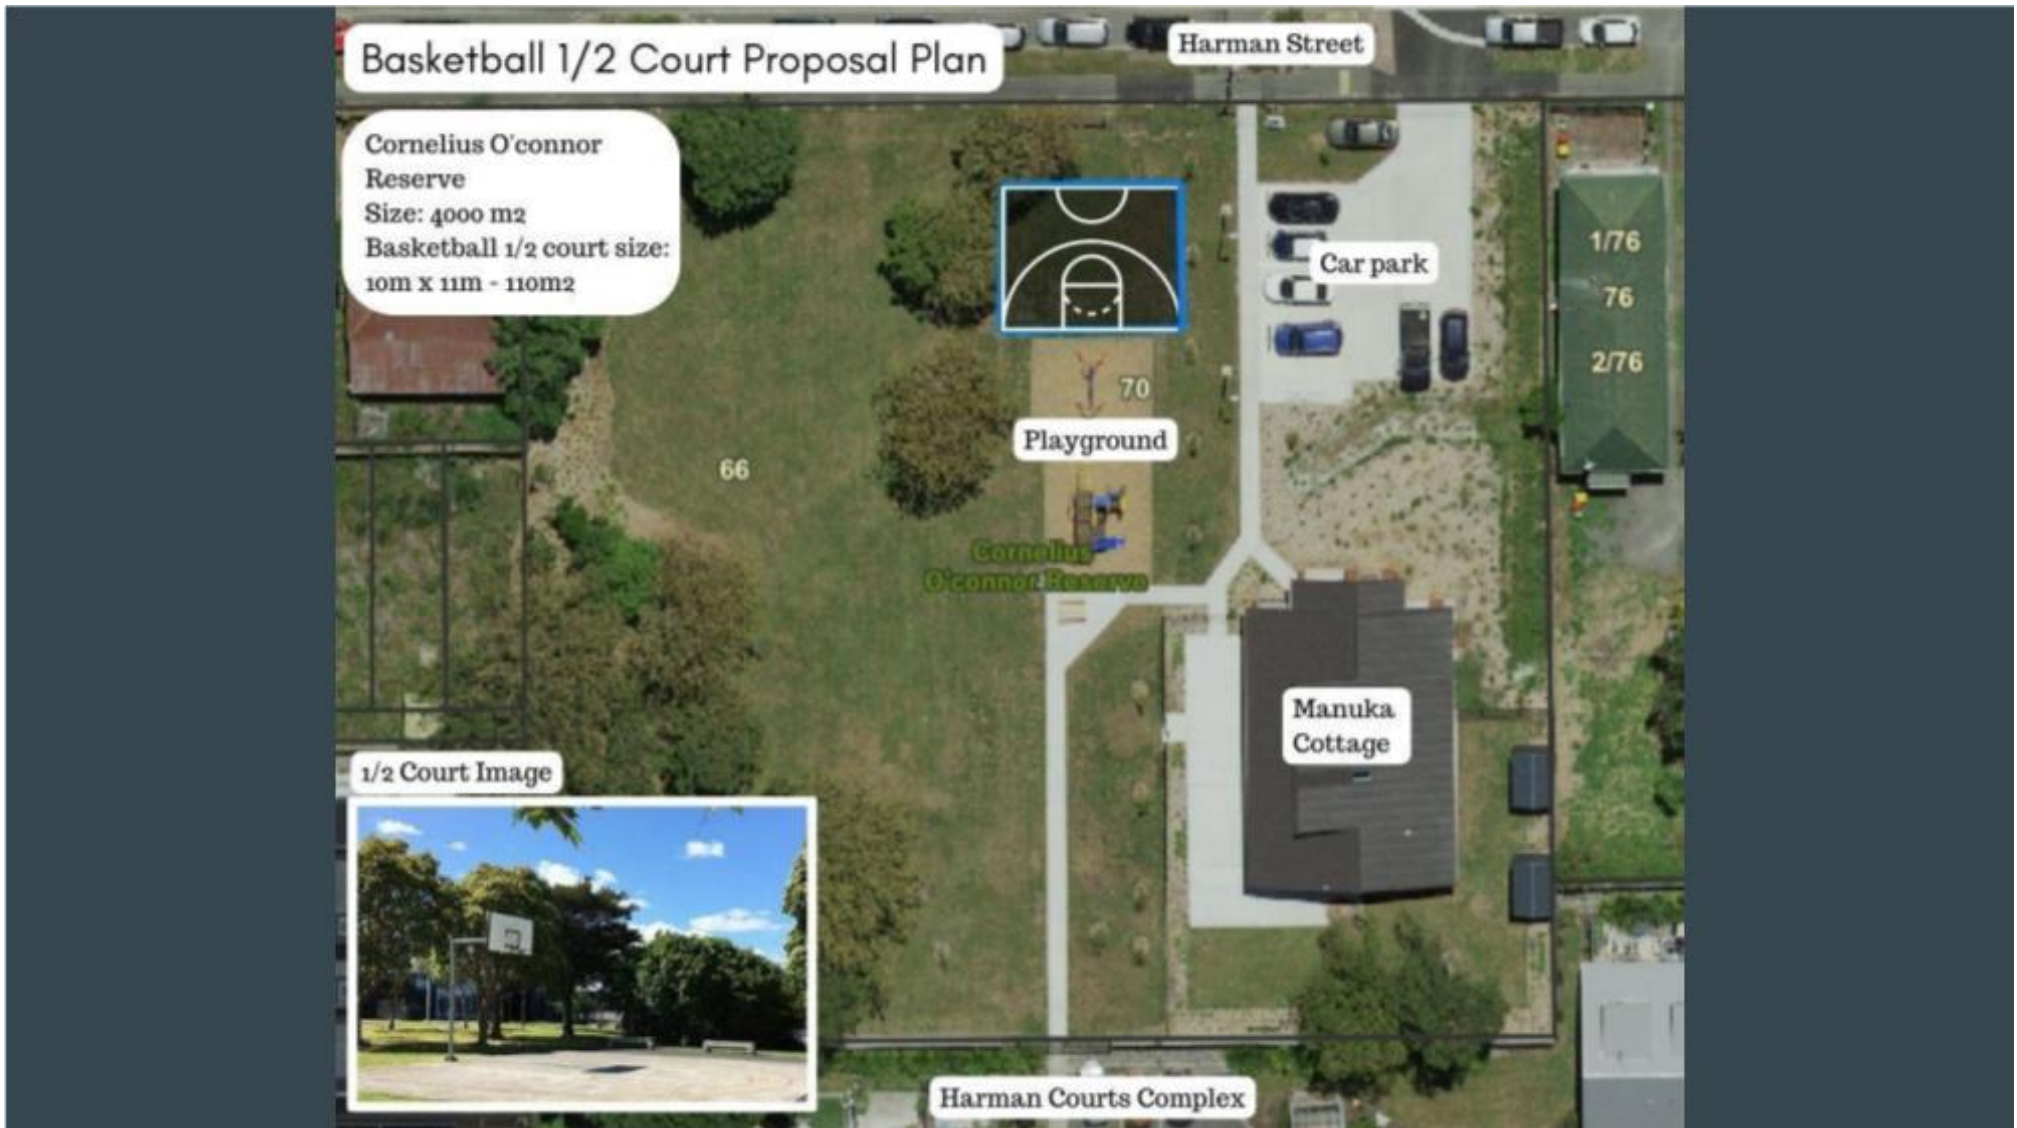 Basketball 1/2 Court Proposal Plan
Harman Street
Cornelius O'connor
Reserve
Size: 4000 m2
Basketball 1/2 court size:
10m x 11m - 110m2
1/76
Car park
76
2/76
70
Playground
66
Cornelius
O'connor Reserve
Manuka
Cottage
1/2 Court Image
Harman Courts Complex